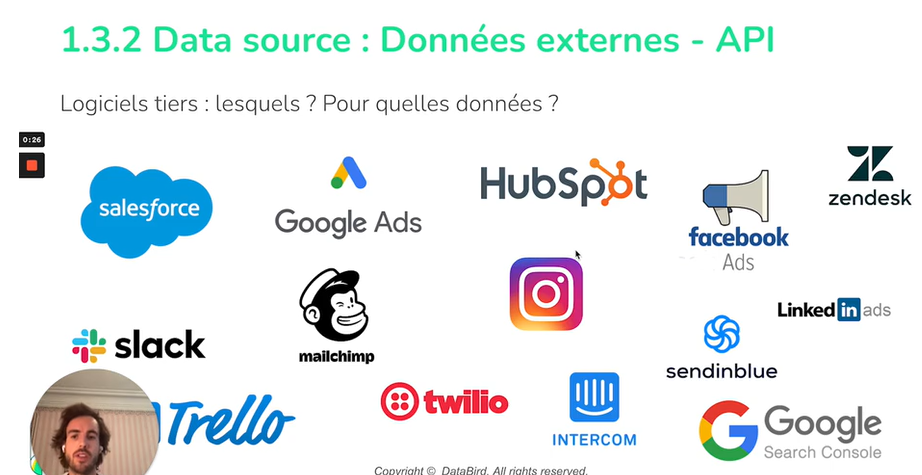 1.3.2 Data source : Données externes - API
Logiciels tiers : lesquels ? Pour quelles données ?
0:26
salesforce
Google Ads
HubSpot
facebook
Ads
zendesk
mailchimp
Linked in ads
slack
sendinblue
Trello
twilio
INTERCOM
Google
Search Console
Copyright © DataBird. All rights reserved.